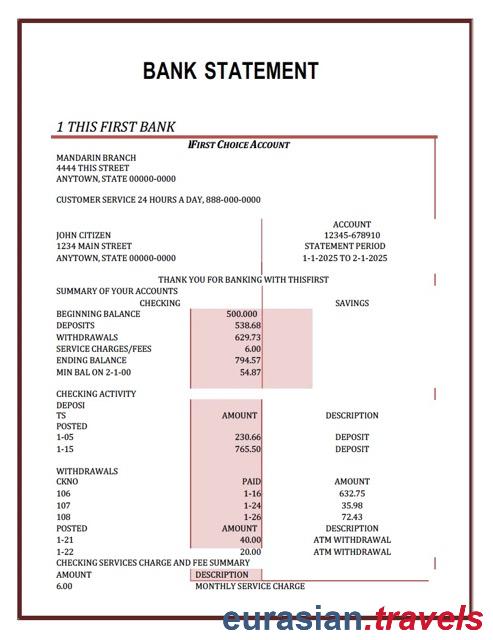 BANK STATEMENT
1 THIS FIRST BANK
IFIRST CHOICE ACCOUNT
MANDARIN BRANCH
4444 THIS STREET
ANYTOWN, STATE 00000-0000
CUSTOMER SERVICE 24 HOURS A DAY, 888-000-0000
ACCOUNT
JOHN CITIZEN 12345-678910
1234 MAIN STREET STATEMENT PERIOD
ANYTOWN, STATE 00000-0000 1-1-2025 TO 2-1-2025
THANK YOU FOR BANKING WITH THISFIRST
SUMMARY OF YOUR ACCOUNTS
CHECKING SAVINGS
BEGINNING BALANCE 500.000
DEPOSITS 538.68
WITHDRAWALS 629.73
SERVICE CHARGES/FEES 6.00
ENDING BALANCE 794.57
MIN BAL ON 2-1-00 54.87
CHECKING ACTIVITY
DEPOSI
TS AMOUNT DESCRIPTION
POSTED
1-05 230.66 DEPOSIT
1-15 765.50 DEPOSIT
WITHDRAWALS
CKNO PAID AMOUNT
106 1-16 632.75
107 1-24 35.98
108 1-26 72.43
POSTED AMOUNT DESCRIPTION
1-21 40.00 ATM WITHDRAWAL
1-22 20.00 ATM WITHDRAWAL
CHECKING SERVICES CHARGE AND FEE SUMMARY
AMOUNT DESCRIPTION
6.00 MONTHLY SERVICE CHARGE
eurasian.travels